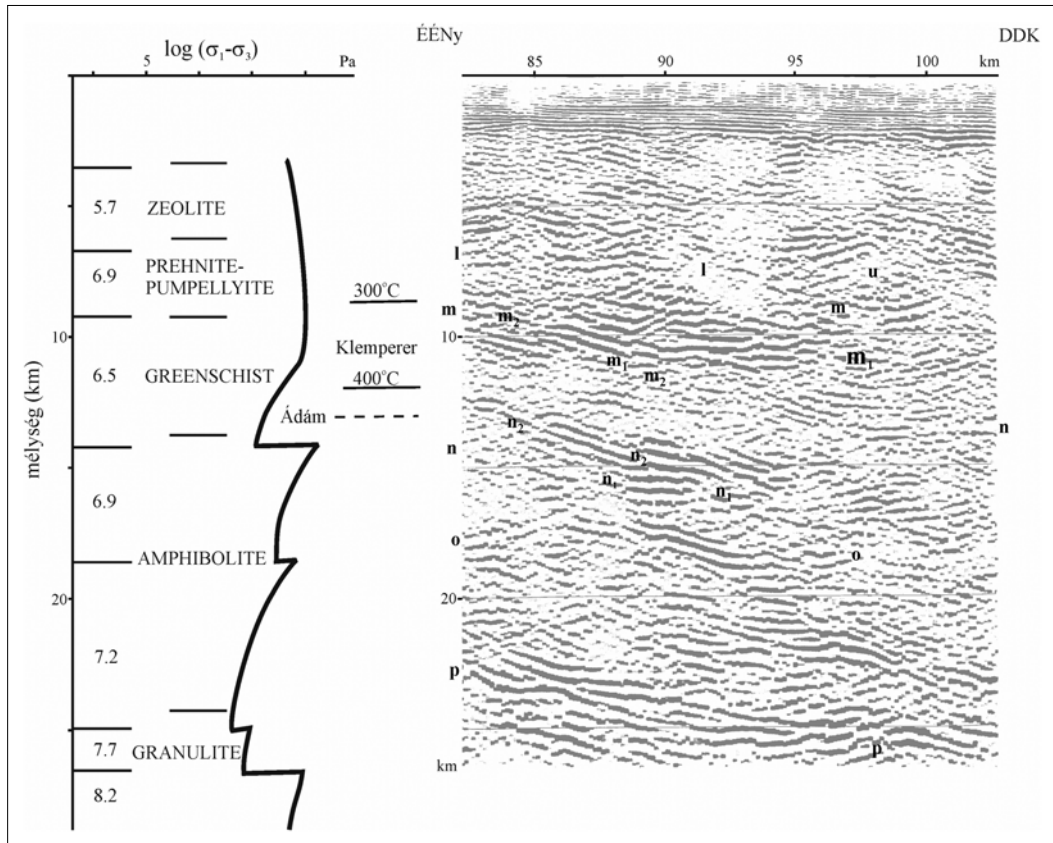 log (σ₁-σ₃)
5 Pa
mélység (km)
10
20
5.7 ZEOLITE
6.9 PREHNITE-
PUMPELLYITE
6.5 GREENSCHIST
6.9
AMPHIBOLITE
7.2
7.7 GRANULITE
8.2
300°C
Klemperer
400°C
Ádám
ÉÉNy DDK
85 90 95 100 km
l l u
m m₂ m
10 m₁ m₂ m₁
n₂ n
n n₂
n₁ n₁
o o
20
p
p
km